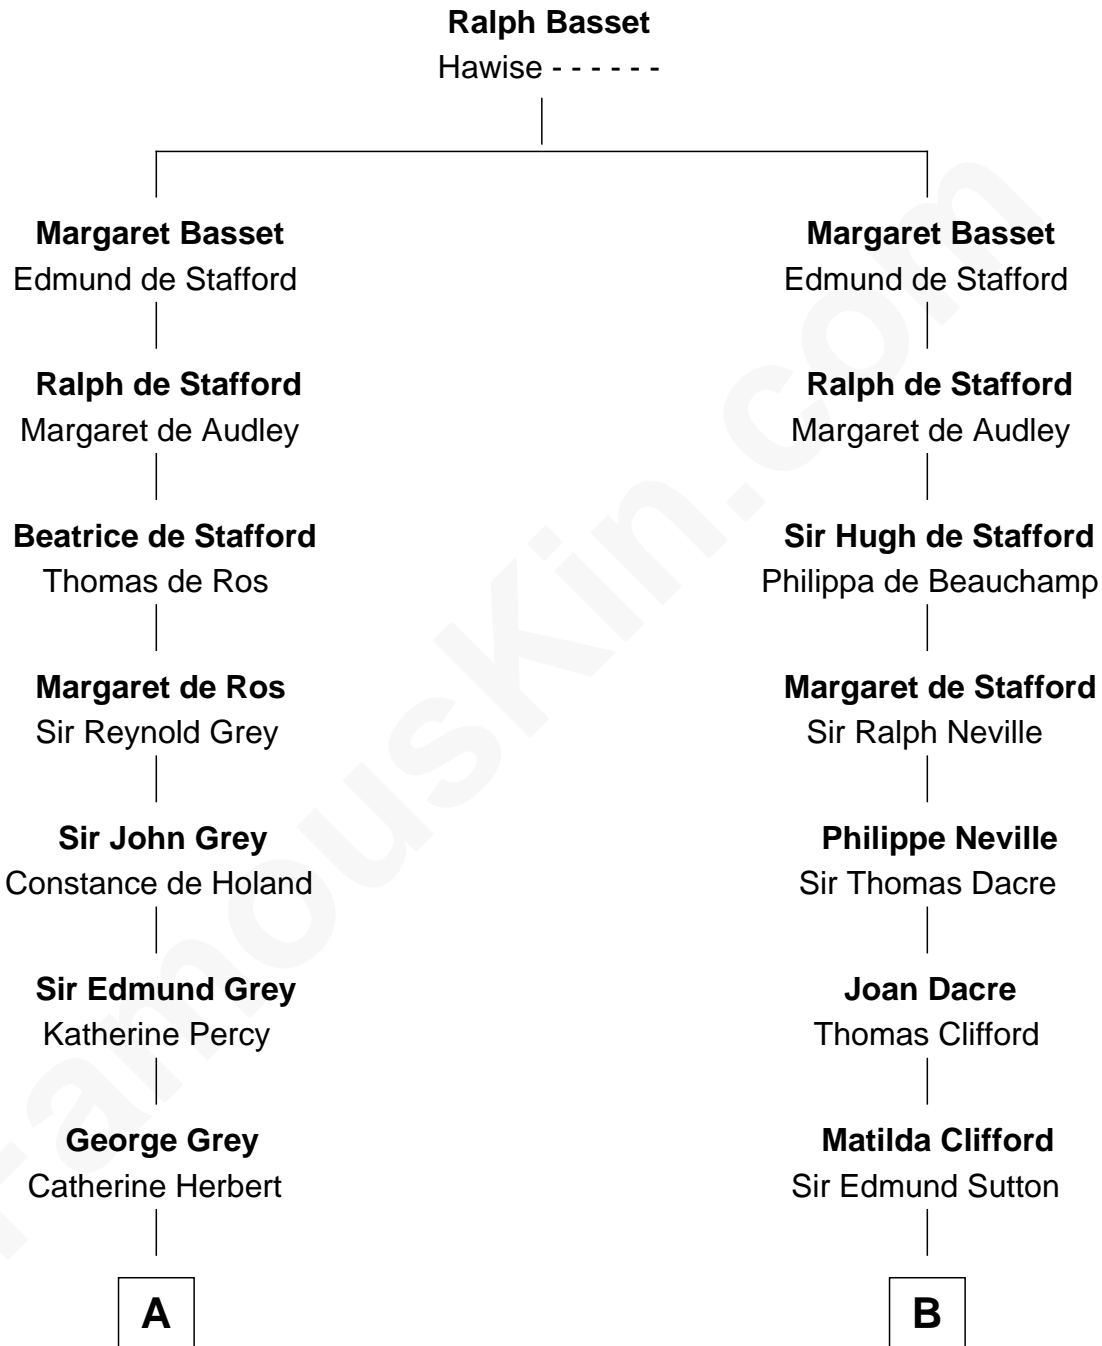 Ralph Basset
Hawise - - - - - -
Margaret Basset
Edmund de Stafford
Margaret Basset
Edmund de Stafford
Ralph de Stafford
Margaret de Audley
Ralph de Stafford
Margaret de Audley
Beatrice de Stafford
Thomas de Ros
Sir Hugh de Stafford
Philippa de Beauchamp
Margaret de Ros
Sir Reynold Grey
Margaret de Stafford
Sir Ralph Neville
Sir John Grey
Constance de Holand
Philippe Neville
Sir Thomas Dacre
Sir Edmund Grey
Katherine Percy
Joan Dacre
Thomas Clifford
George Grey
Catherine Herbert
Matilda Clifford
Sir Edmund Sutton
A
B
FamousKin.com